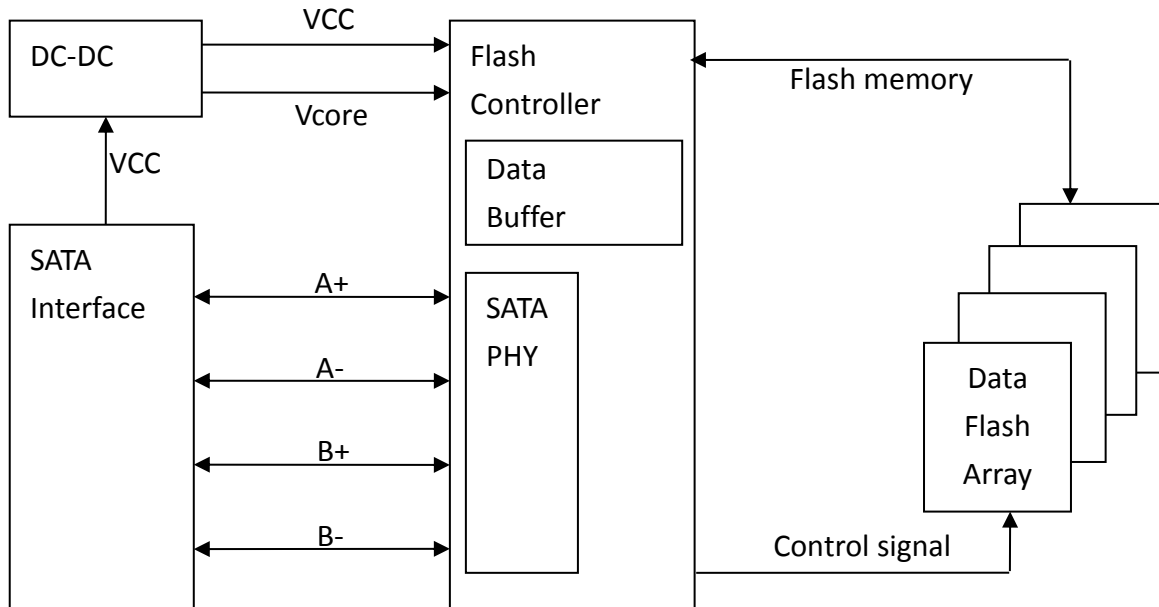 VCC
DC-DC
Flash
Controller
Flash memory
Vcore
VCC
Data
Buffer
SATA
Interface
A+
SATA
PHY
A-
Data
Flash
Array
B+
B-
Control signal